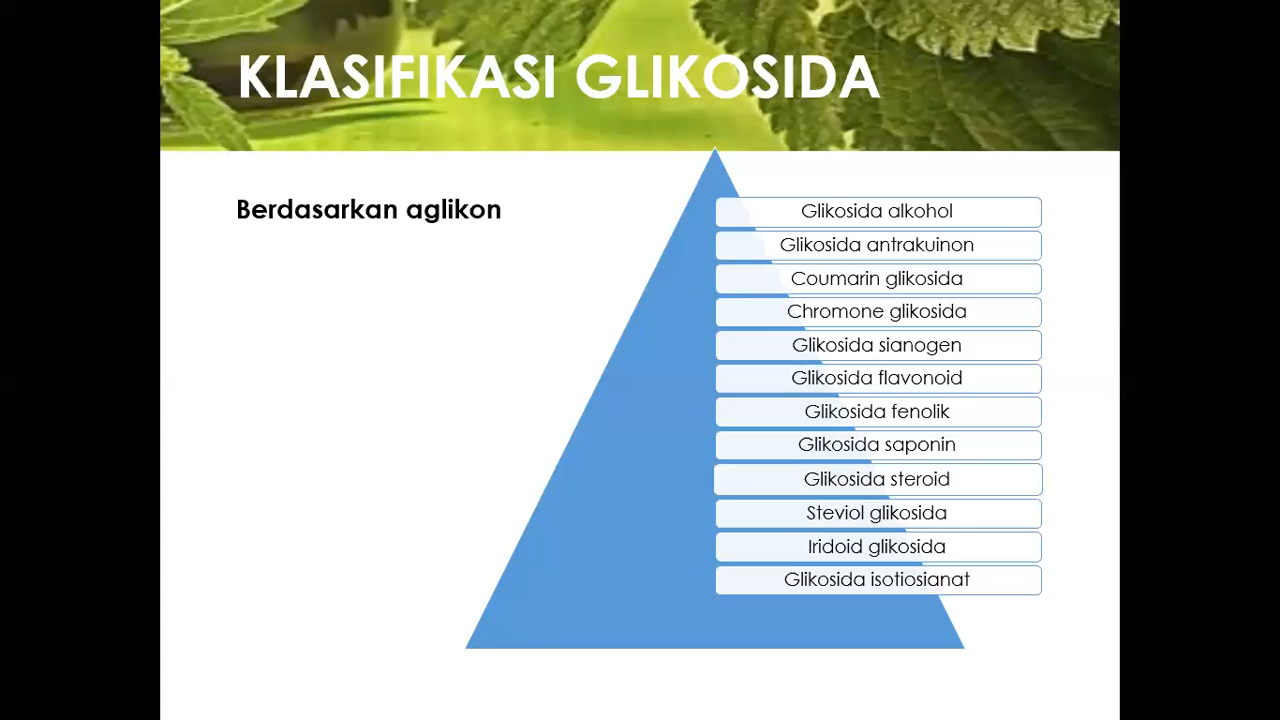 KLASIFIKASI GLIKOSIDA
Berdasarkan aglikon
Glikosida alkohol
Glikosida antrakuinon
Coumarin glikosida
Chromone glikosida
Glikosida sianogen
Glikosida flavonoid
Glikosida fenolik
Glikosida saponin
Glikosida steroid
Steviol glikosida
Iridoid glikosida
Glikosida isotiosianat